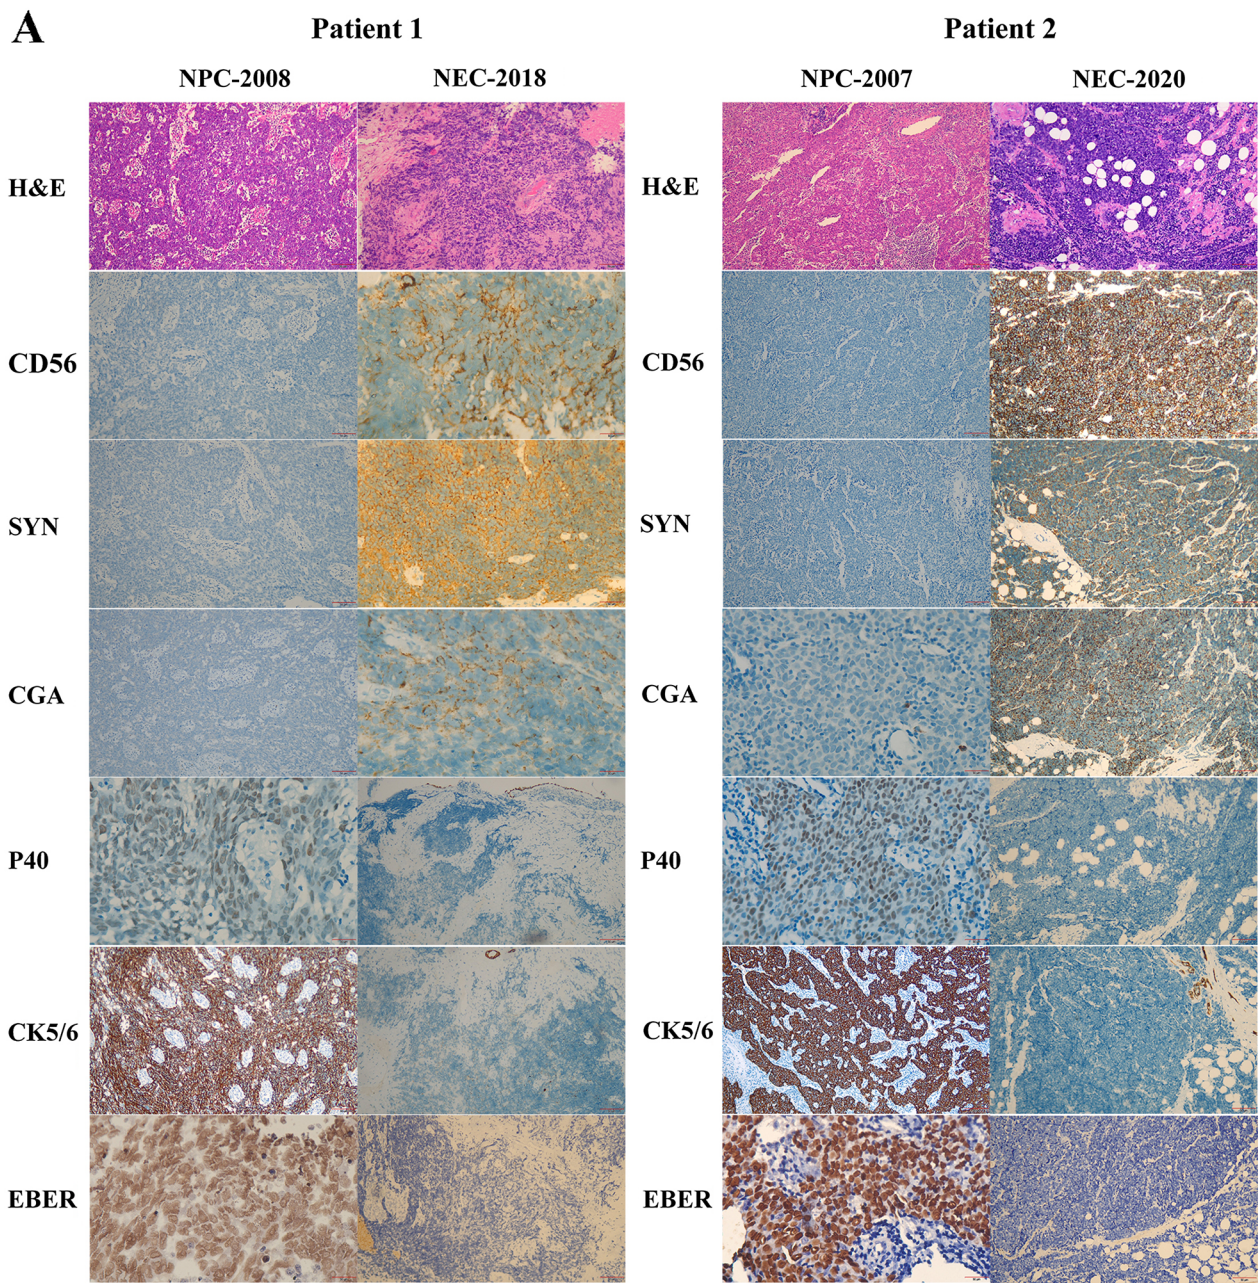 A
Patient 1 Patient 2
NPC-2008 NEC-2018 NPC-2007 NEC-2020
H&E H&E
CD56 CD56
SYN SYN
CGA CGA
P40 P40
CK5/6 CK5/6
EBER EBER